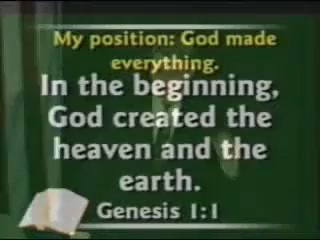 My position: God made
everything.
In the beginning,
God created the
heaven and the
earth.
Genesis 1:1